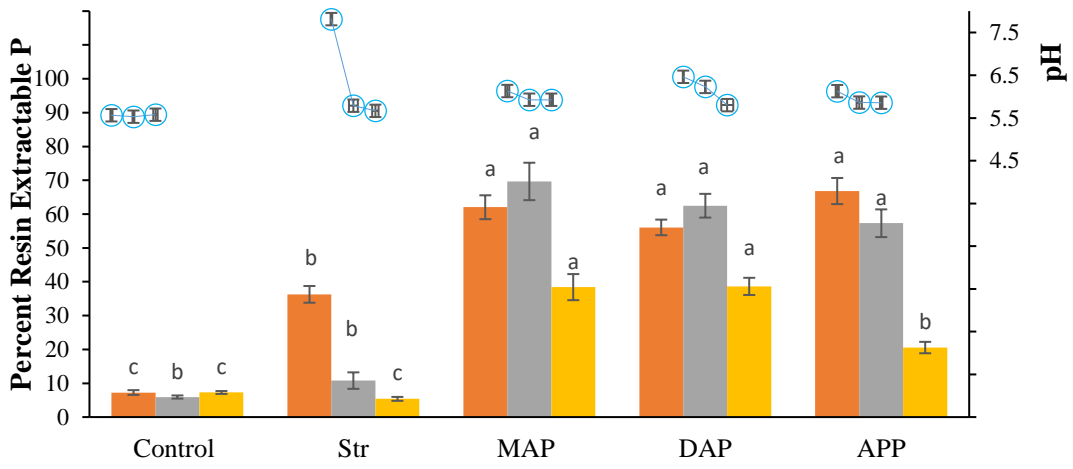 Percent Resin Extractable P
100
90
80
70
60
50
40
30
20
10
0
7.5
6.5
5.5
4.5
pH
c b c
b b c
a a a
a a a
a a b
Control Str MAP DAP APP